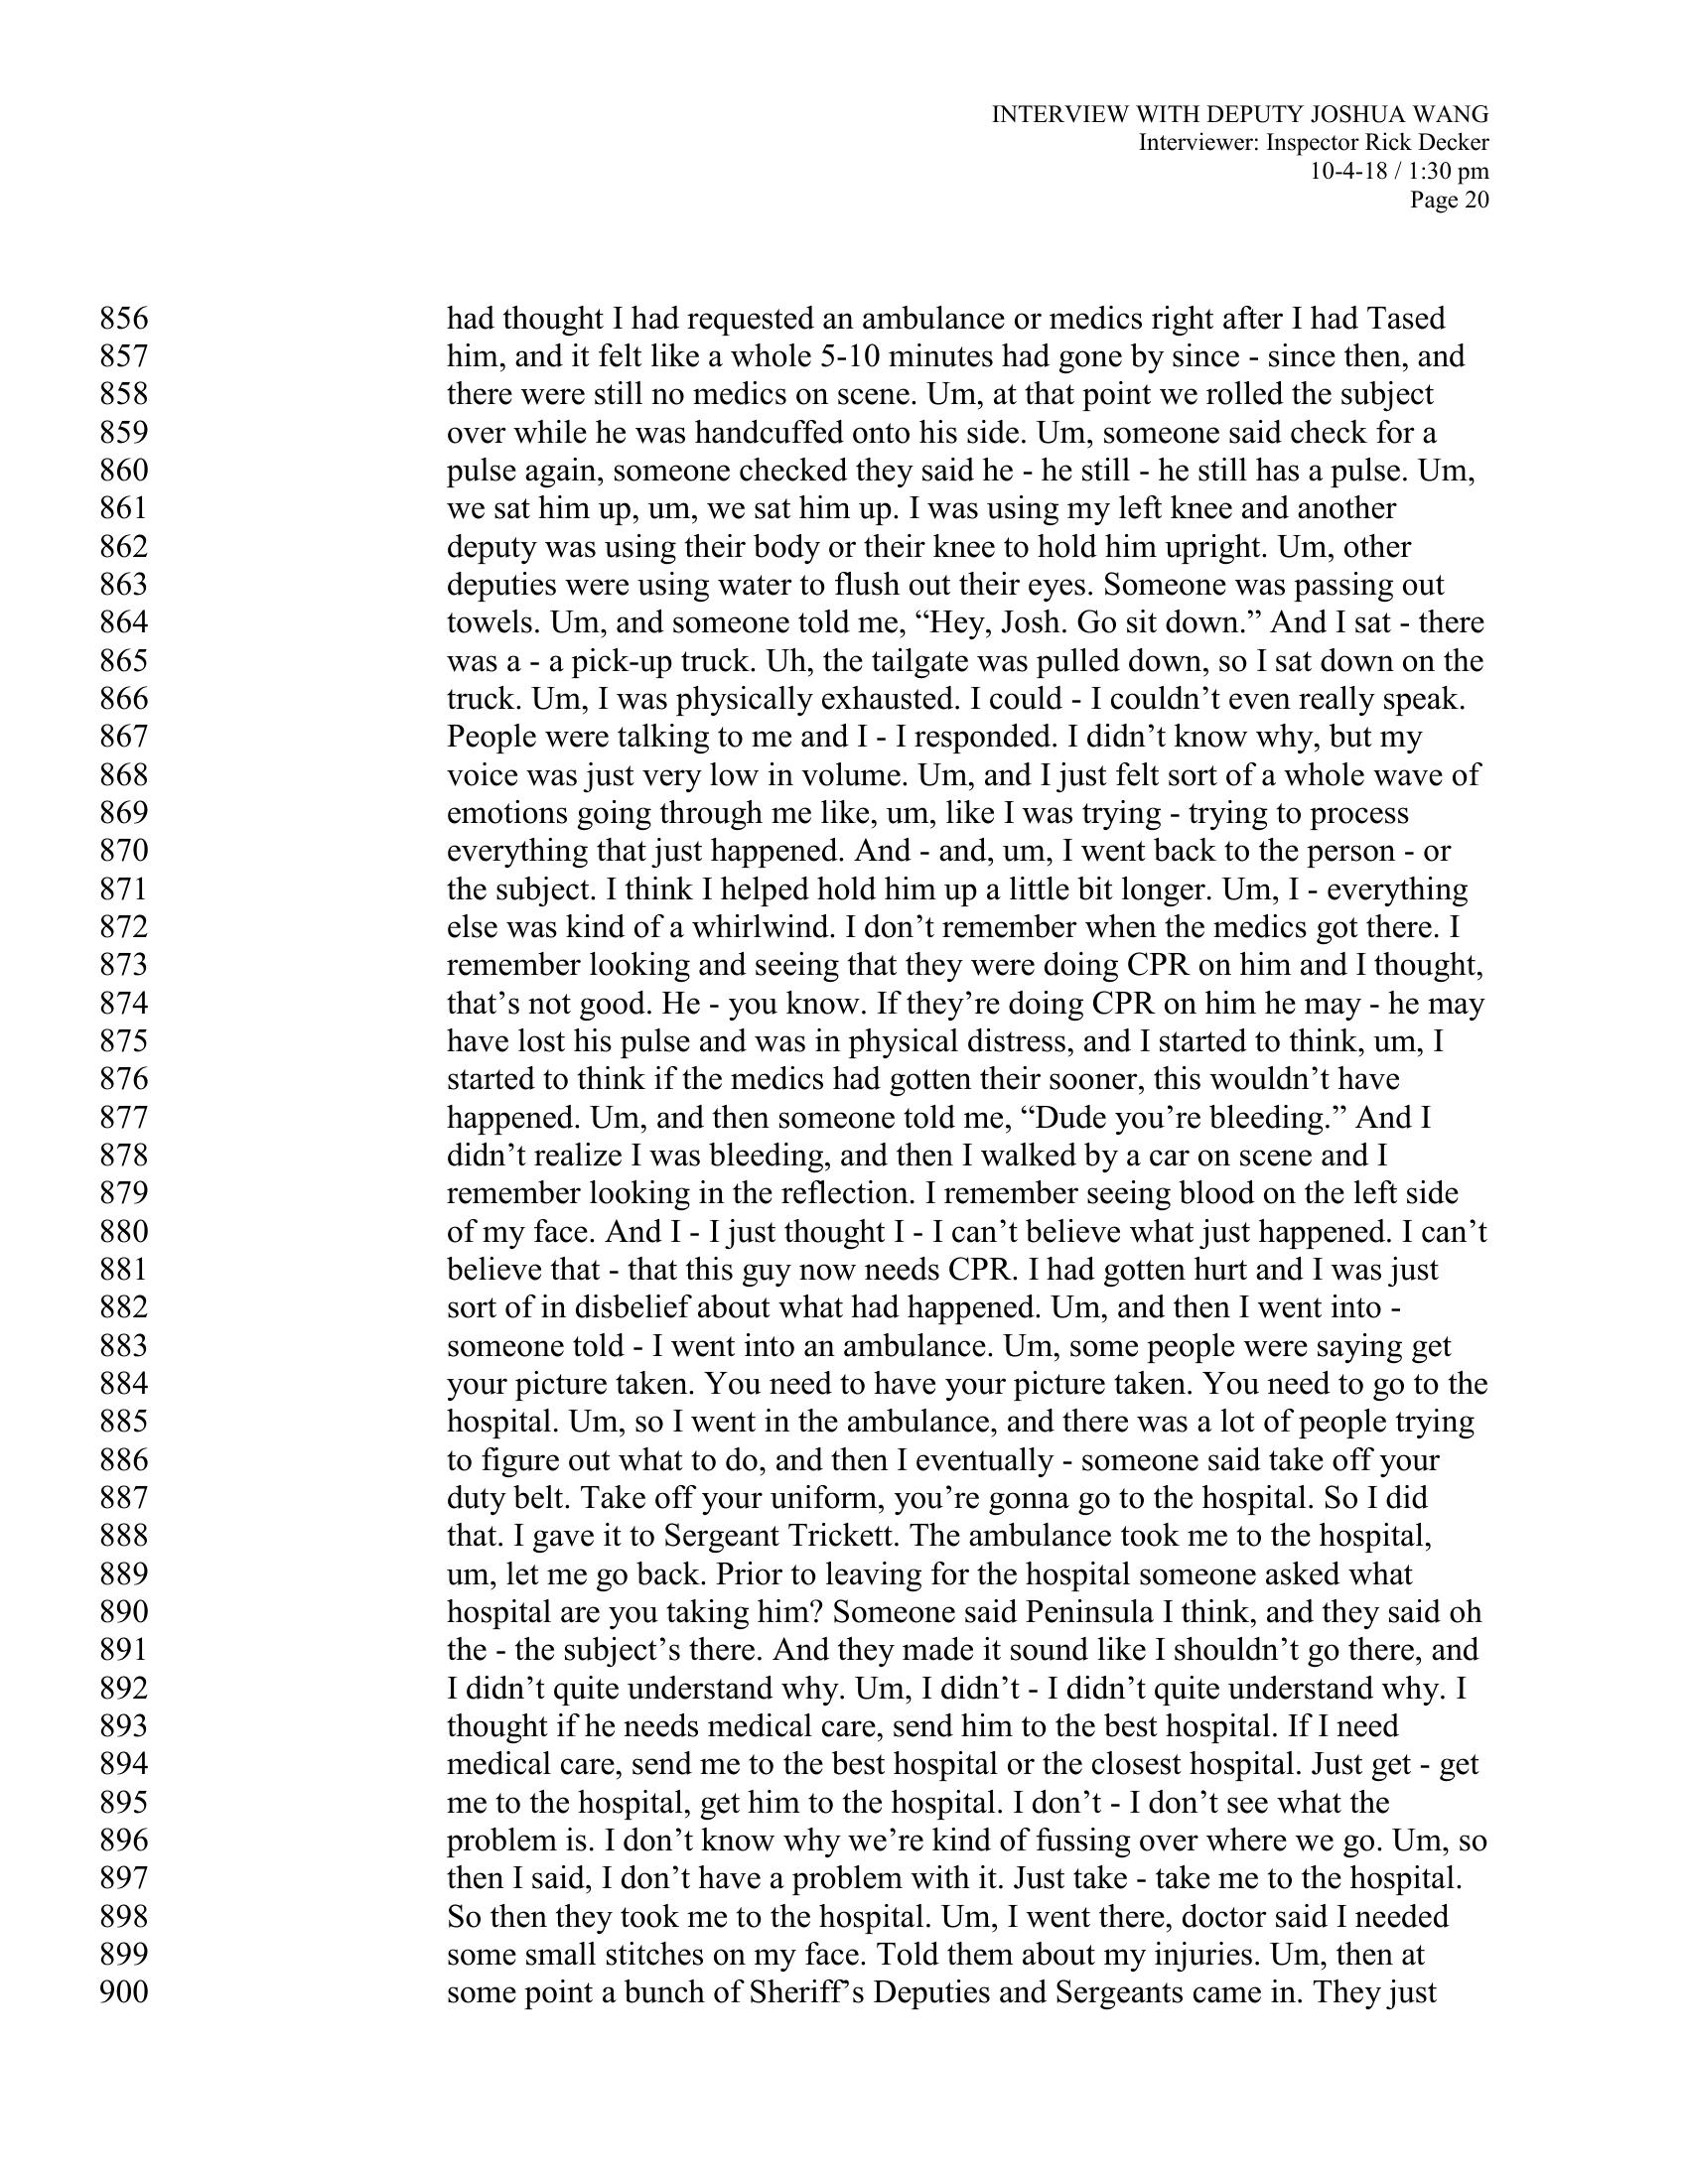 INTERVIEW WITH DEPUTY JOSHUA WANG
Interviewer: Inspector Rick Decker
10-4-18 / 1:30 pm
Page 20
856 had thought I had requested an ambulance or medics right after I had Tased
857 him, and it felt like a whole 5-10 minutes had gone by since - since then, and
858 there were still no medics on scene. Um, at that point we rolled the subject
859 over while he was handcuffed onto his side. Um, someone said check for a
860 pulse again, someone checked they said he - he still - he still has a pulse. Um,
861 we sat him up, um, we sat him up. I was using my left knee and another
862 deputy was using their body or their knee to hold him upright. Um, other
863 deputies were using water to flush out their eyes. Someone was passing out
864 towels. Um, and someone told me, “Hey, Josh. Go sit down.” And I sat - there
865 was a - a pick-up truck. Uh, the tailgate was pulled down, so I sat down on the
866 truck. Um, I was physically exhausted. I could - I couldn’t even really speak.
867 People were talking to me and I - I responded. I didn’t know why, but my
868 voice was just very low in volume. Um, and I just felt sort of a whole wave of
869 emotions going through me like, um, like I was trying - trying to process
870 everything that just happened. And - and, um, I went back to the person - or
871 the subject. I think I helped hold him up a little bit longer. Um, I - everything
872 else was kind of a whirlwind. I don’t remember when the medics got there. I
873 remember looking and seeing that they were doing CPR on him and I thought,
874 that’s not good. He - you know. If they’re doing CPR on him he may - he may
875 have lost his pulse and was in physical distress, and I started to think, um, I
876 started to think if the medics had gotten their sooner, this wouldn’t have
877 happened. Um, and then someone told me, “Dude you’re bleeding.” And I
878 didn’t realize I was bleeding, and then I walked by a car on scene and I
879 remember looking in the reflection. I remember seeing blood on the left side
880 of my face. And I - I just thought I - I can’t believe what just happened. I can’t
881 believe that - that this guy now needs CPR. I had gotten hurt and I was just
882 sort of in disbelief about what had happened. Um, and then I went into -
883 someone told - I went into an ambulance. Um, some people were saying get
884 your picture taken. You need to have your picture taken. You need to go to the
885 hospital. Um, so I went in the ambulance, and there was a lot of people trying
886 to figure out what to do, and then I eventually - someone said take off your
887 duty belt. Take off your uniform, you’re gonna go to the hospital. So I did
888 that. I gave it to Sergeant Trickett. The ambulance took me to the hospital,
889 um, let me go back. Prior to leaving for the hospital someone asked what
890 hospital are you taking him? Someone said Peninsula I think, and they said oh
891 the - the subject’s there. And they made it sound like I shouldn’t go there, and
892 I didn’t quite understand why. Um, I didn’t - I didn’t quite understand why. I
893 thought if he needs medical care, send him to the best hospital. If I need
894 medical care, send me to the best hospital or the closest hospital. Just get - get
895 me to the hospital, get him to the hospital. I don’t - I don’t see what the
896 problem is. I don’t know why we’re kind of fussing over where we go. Um, so
897 then I said, I don’t have a problem with it. Just take - take me to the hospital.
898 So then they took me to the hospital. Um, I went there, doctor said I needed
899 some small stitches on my face. Told them about my injuries. Um, then at
900 some point a bunch of Sheriff’s Deputies and Sergeants came in. They just